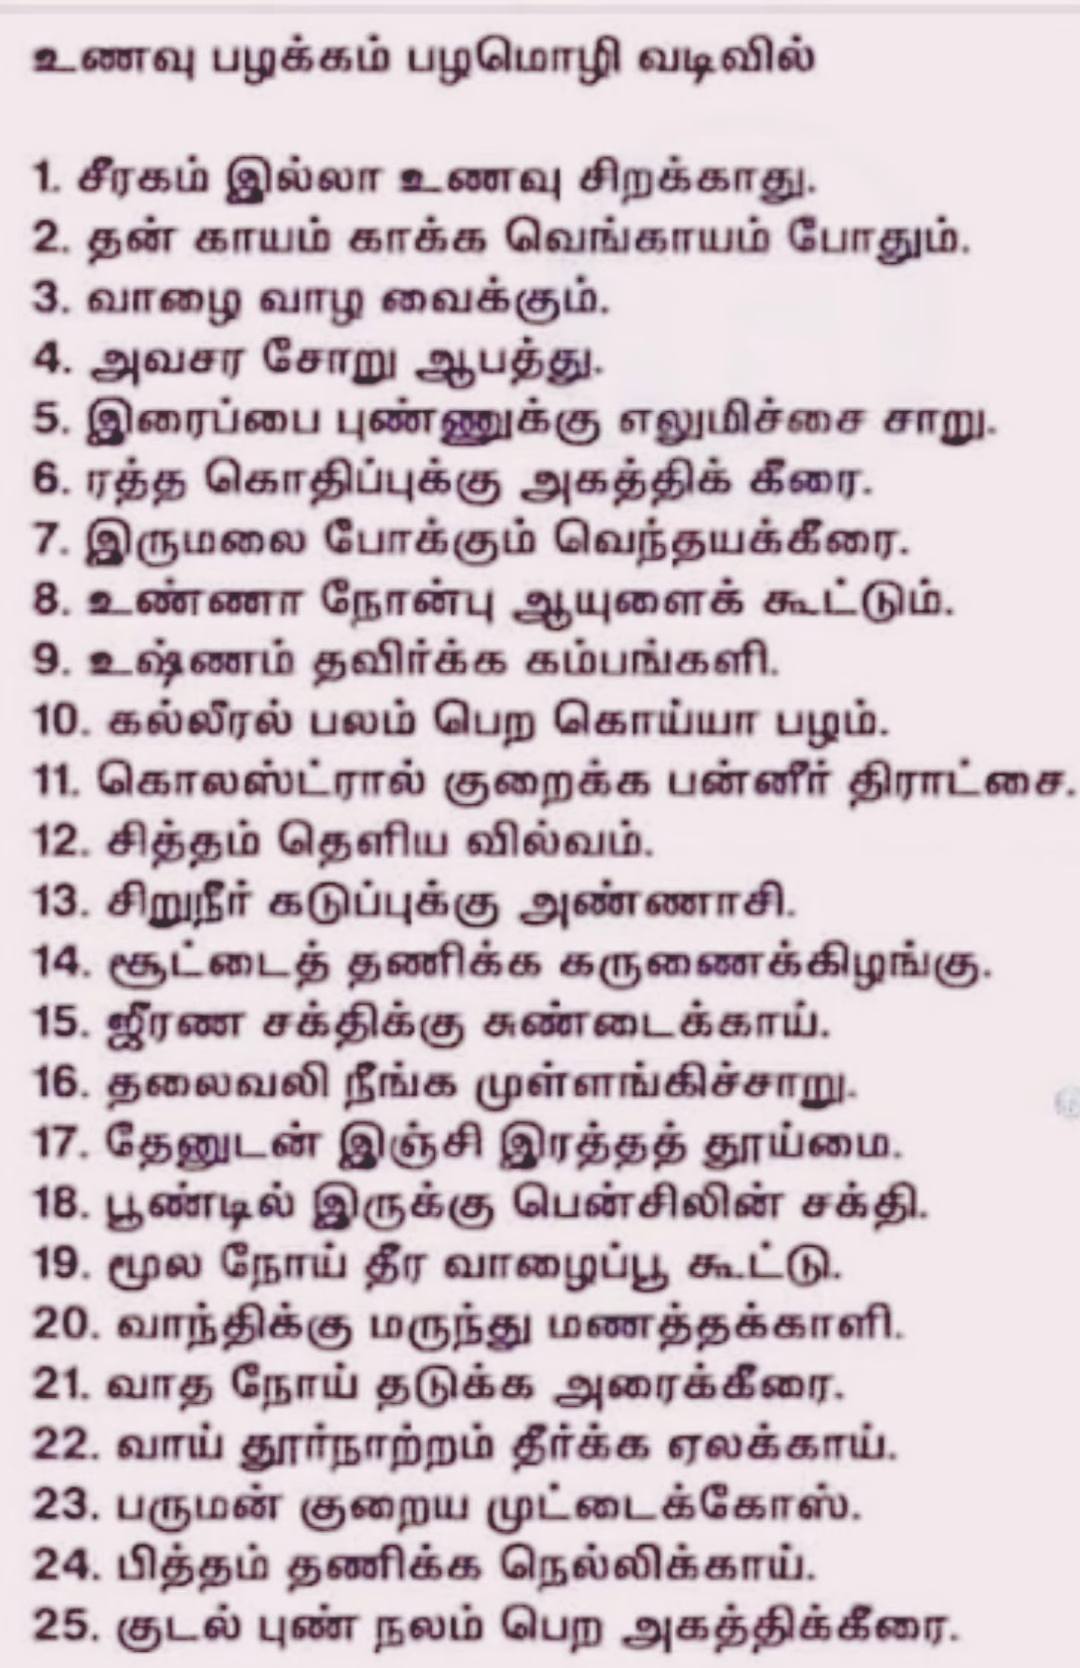 உணவு பழக்கம் பழமொழி வடிவில்
1. சீரகம் இல்லா உணவு சிறக்காது.
2. தன் காயம் காக்க வெங்காயம் போதும்.
3. வாழை வாழ வைக்கும்.
4. அவசர சோறு ஆபத்து.
5. இரைப்பை புண்ணுக்கு எலுமிச்சை சாறு.
6. ரத்த கொதிப்புக்கு அகத்திக் கீரை.
7. இருமலை போக்கும் வெந்தயக்கீரை.
8. உண்ணா நோன்பு ஆயுளைக் கூட்டும்.
9. உஷ்ணம் தவிர்க்க கம்பங்களி.
10. கல்லீரல் பலம் பெற கொய்யா பழம்.
11. கொலஸ்ட்ரால் குறைக்க பன்னீர் திராட்சை.
12. சித்தம் தெளிய வில்வம்.
13. சிறுநீர் கடுப்புக்கு அண்ணாசி.
14. சூட்டைத் தணிக்க கருணைக்கிழங்கு.
15. ஜீரண சக்திக்கு சுண்டைக்காய்.
16. தலைவலி நீங்க முள்ளங்கிச்சாறு.
17. தேனுடன் இஞ்சி இரத்தத் தூய்மை.
18. பூண்டில் இருக்கு பென்சிலின் சக்தி.
19. மூல நோய் தீர வாழைப்பூ கூட்டு.
20. வாந்திக்கு மருந்து மணத்தக்காளி.
21. வாத நோய் தடுக்க அரைக்கீரை.
22. வாய் தூர்நாற்றம் தீர்க்க ஏலக்காய்.
23. பருமன் குறைய முட்டைக்கோஸ்.
24. பித்தம் தணிக்க நெல்லிக்காய்.
25. குடல் புண் நலம் பெற அகத்திக்கீரை.